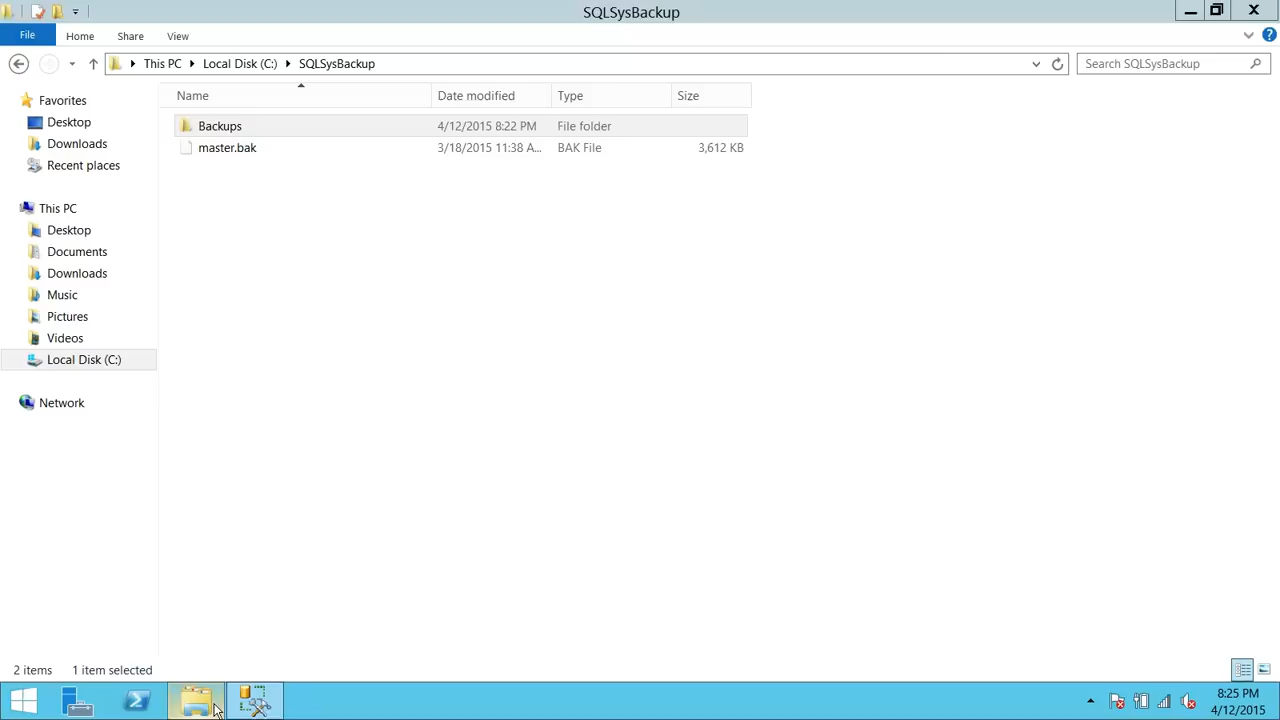 SQLSysBackup
File Home Share View
This PC Local Disk (C:) SQLSysBackup
Search SQLSysBackup
Name Date modified Type Size
Favorites
Desktop
Downloads
Recent places
This PC
Desktop
Documents
Downloads
Music
Pictures
Videos
Local Disk (C:)
Network
Backups 4/12/2015 8:22 PM File folder
master.bak 3/18/2015 11:38 A... BAK File 3,612 KB
2 items 1 item selected
8:25 PM
4/12/2015